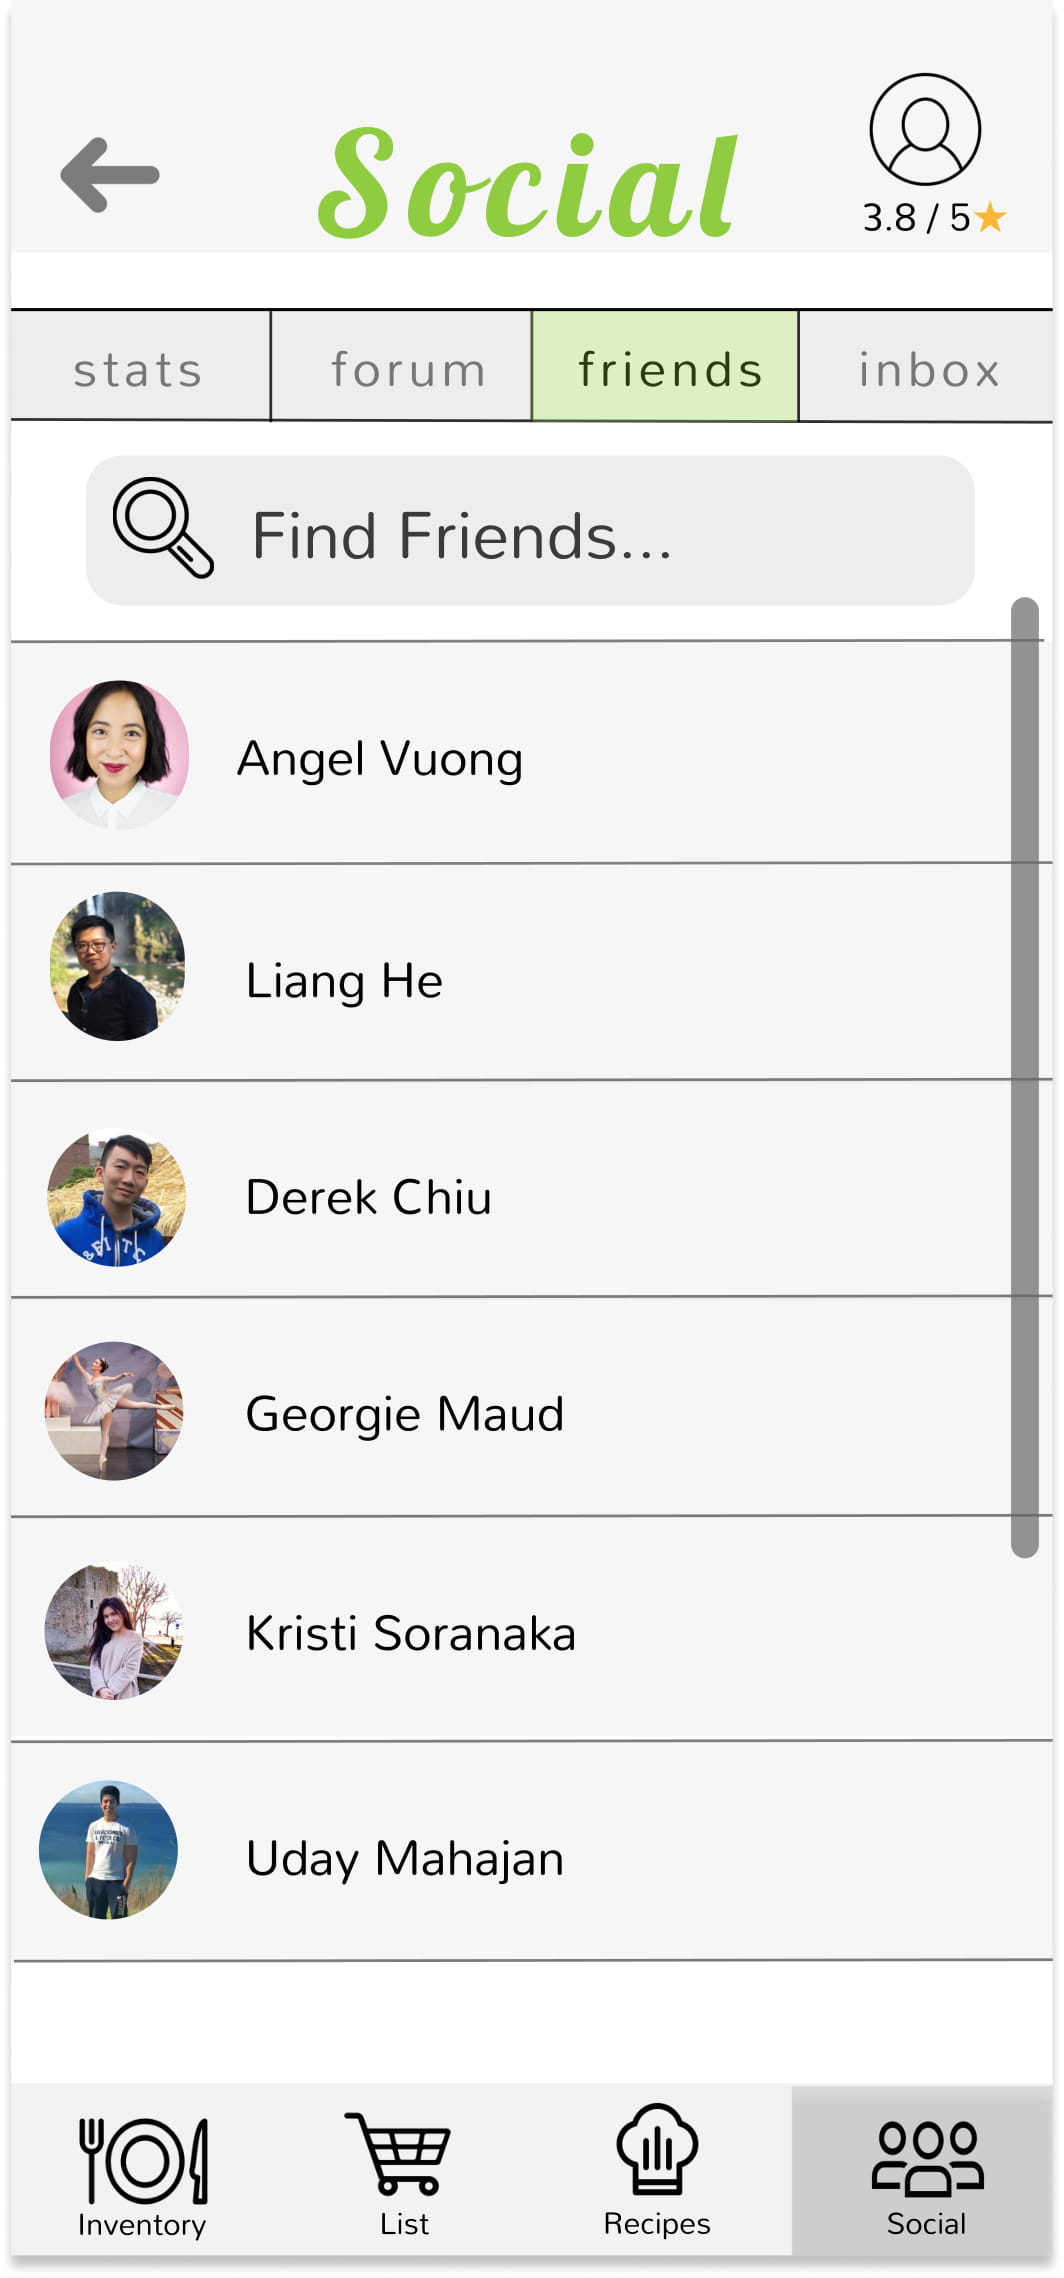 Social
3.8 / 5
stats forum friends inbox
Find Friends...
Angel Vuong
Liang He
Derek Chiu
Georgie Maud
Kristi Soranaka
Uday Mahajan
Inventory List Recipes Social